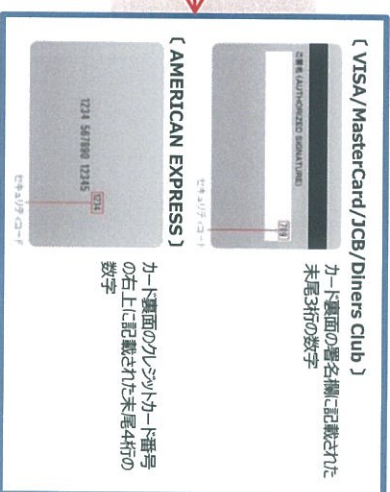 〔 VISA/MasterCard/JCB/Diners Club 〕
ご署名 (AUTHORIZED SIGNATURE)
789
セキュリティコード
カード裏面の署名欄に記載された
末尾3桁の数字
〔 AMERICAN EXPRESS 〕
1234
1234 567890 12345
セキュリティコード
カード裏面のクレジットカード番号
の右上に記載された末尾4桁の
数字